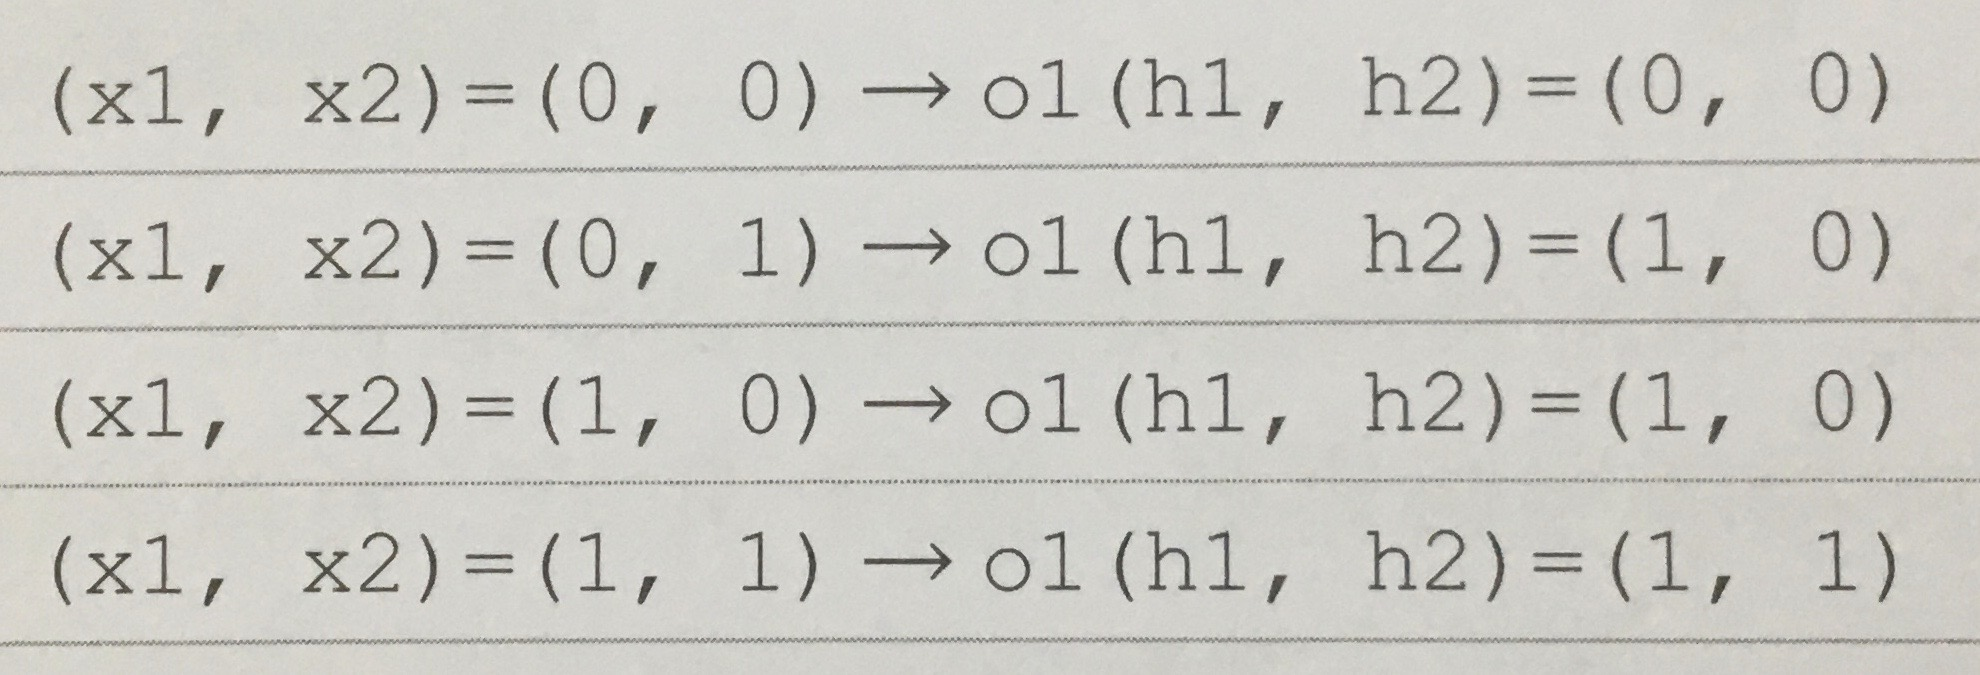 (x1, x2)=(0, 0)→o1(h1, h2)=(0, 0)
(x1, x2)=(0, 1)→o1(h1, h2)=(1, 0)
(x1, x2)=(1, 0)→o1(h1, h2)=(1, 0)
(x1, x2)=(1, 1)→o1(h1, h2)=(1, 1)